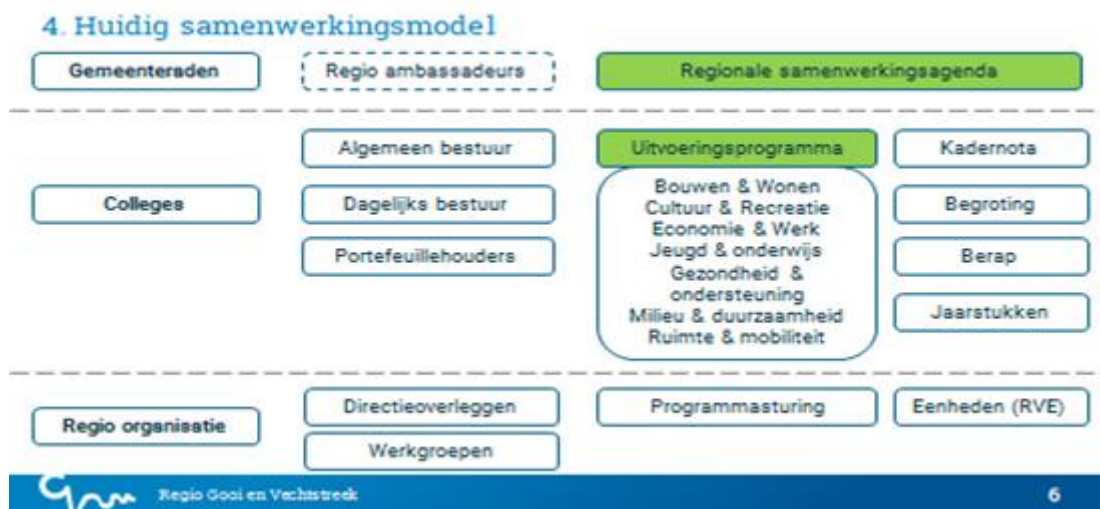 4. Huidig samenwerkingsmodel
Gemeenteraden
Regio ambassadeurs
Regionale samenwerkingsagenda
Colleges
Algemeen bestuur
Dagelijks bestuur
Portefeuillehouders
Uitvoeringsprogramma
Bouwen & Wonen
Cultuur & Recreatie
Economie & Werk
Jeugd & onderwijs
Gezondheid &
ondersteuning
Milieu & duurzaamheid
Ruimte & mobiliteit
Kadernota
Begroting
Berap
Jaarstukken
Regio organisatie
Directieoverleggen
Werkgroepen
Programmasturing
Eenheden (RVE)
Regio Gooi en Vechtstreek
6